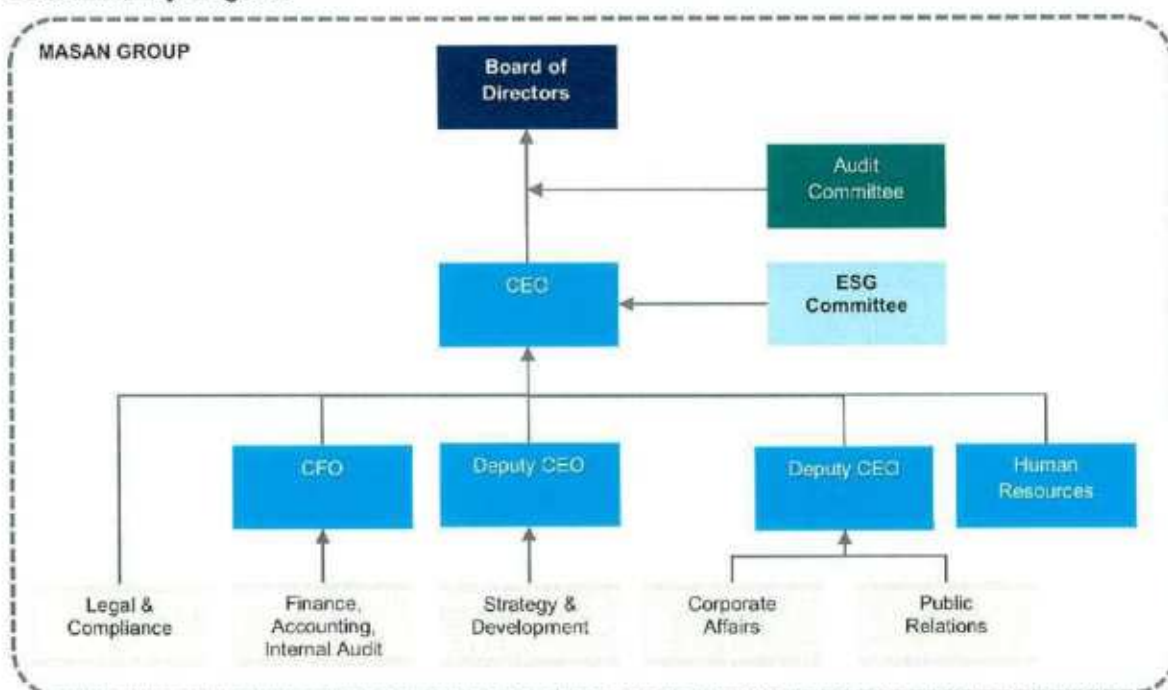 MASAN GROUP
Board of
Directors
Audit
Committee
CEO
ESG
Committee
CFO
Deputy CEO
Deputy CEO
Human
Resources
Legal &
Compliance
Finance,
Accounting,
Internal Audit
Strategy &
Development
Corporate
Affairs
Public
Relations